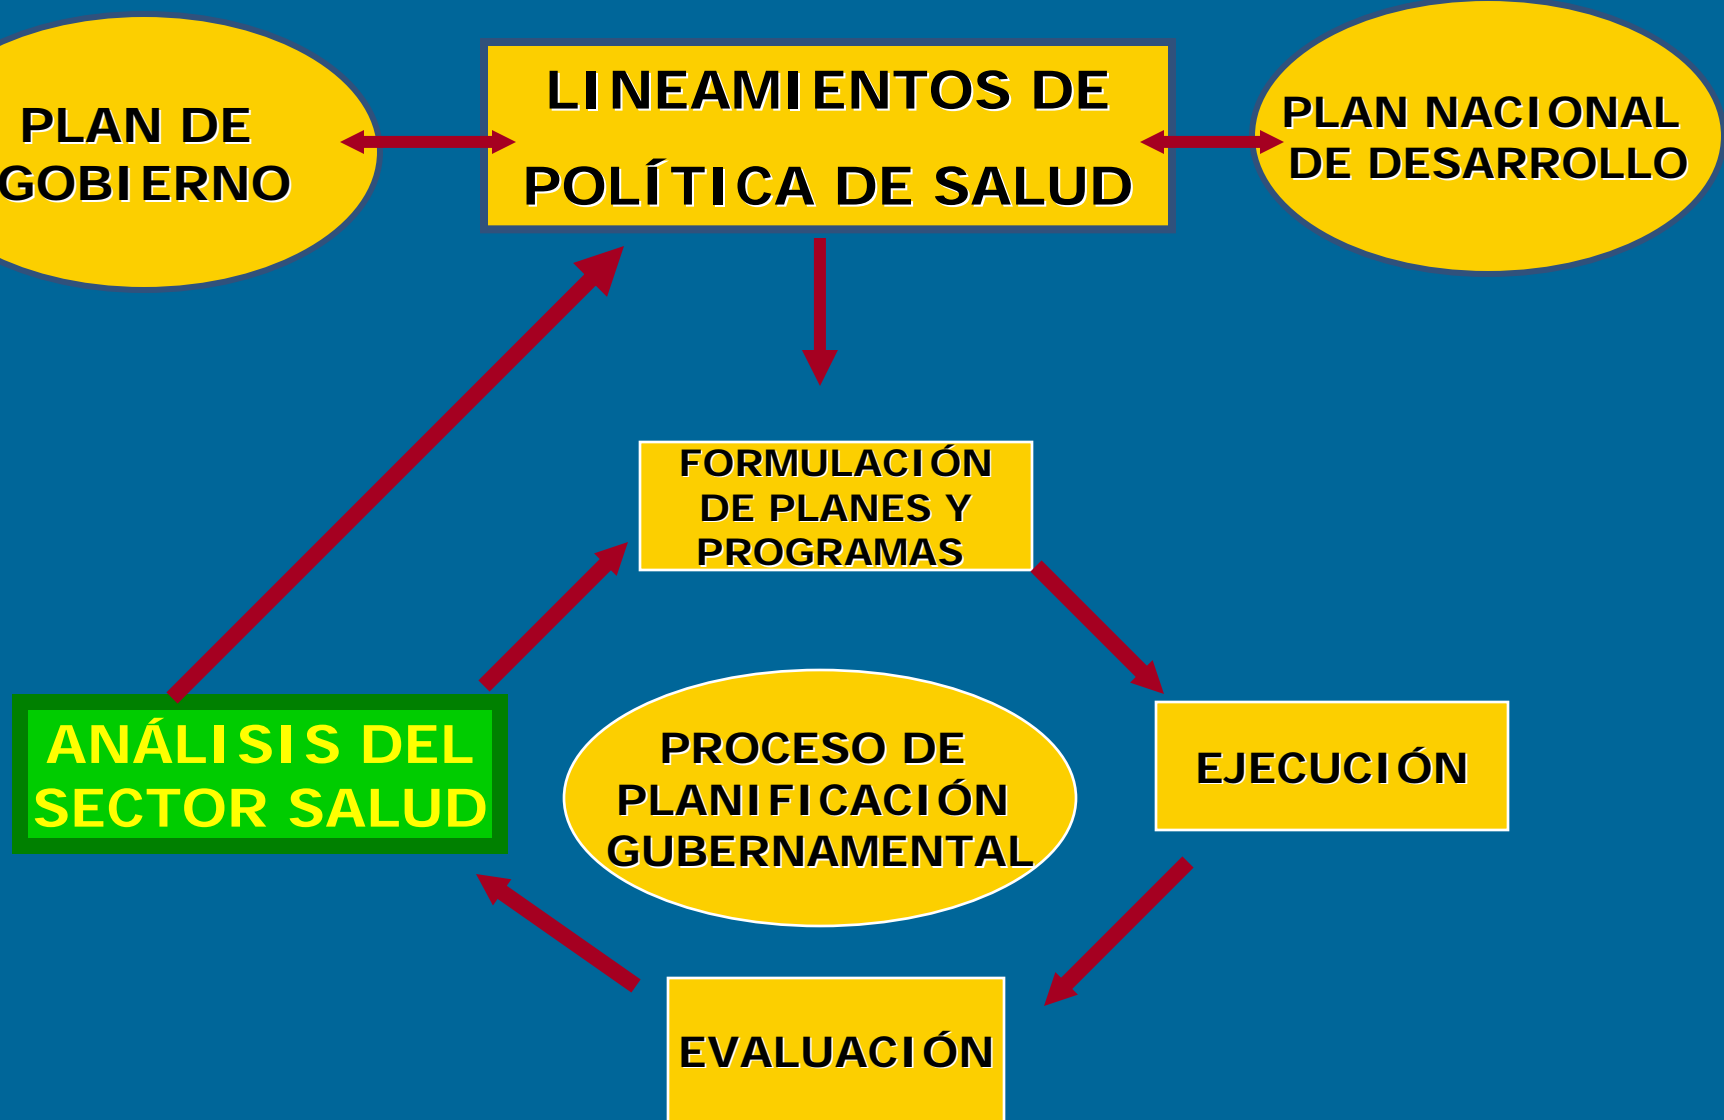 PLAN DE
GOBIERNO
LINEAMIENTOS DE
POLÍTICA DE SALUD
PLAN NACIONAL
DE DESARROLLO
FORMULACIÓN
DE PLANES Y
PROGRAMAS
ANÁLISIS DEL
SECTOR SALUD
PROCESO DE
PLANIFICACIÓN
GUBERNAMENTAL
EJECUCIÓN
EVALUACIÓN